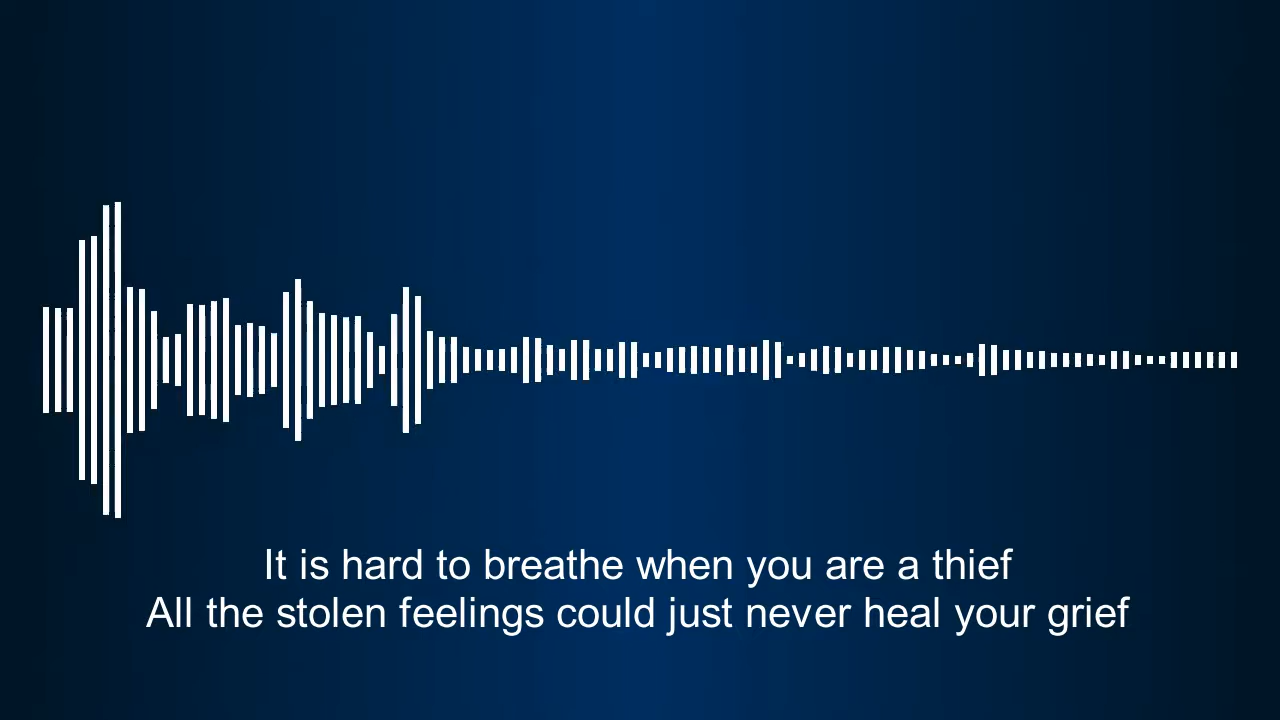 It is hard to breathe when you are a thief
All the stolen feelings could just never heal your grief